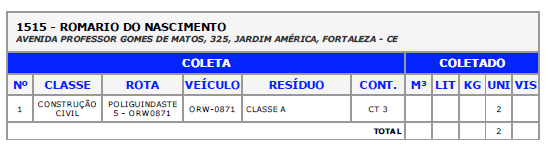 1515 - ROMARIO DO NASCIMENTO
AVENIDA PROFESSOR GOMES DE MATOS, 325, JARDIM AMÉRICA, FORTALEZA - CE
COLETA COLETADO
Nº CLASSE ROTA VEÍCULO RESÍDUO CONT. M³ LIT KG UNI VIS
1 CONSTRUÇÃO CIVIL POLIGUINDASTE 5 - ORW0871 ORW-0871 CLASSE A CT 3 2
TOTAL 2